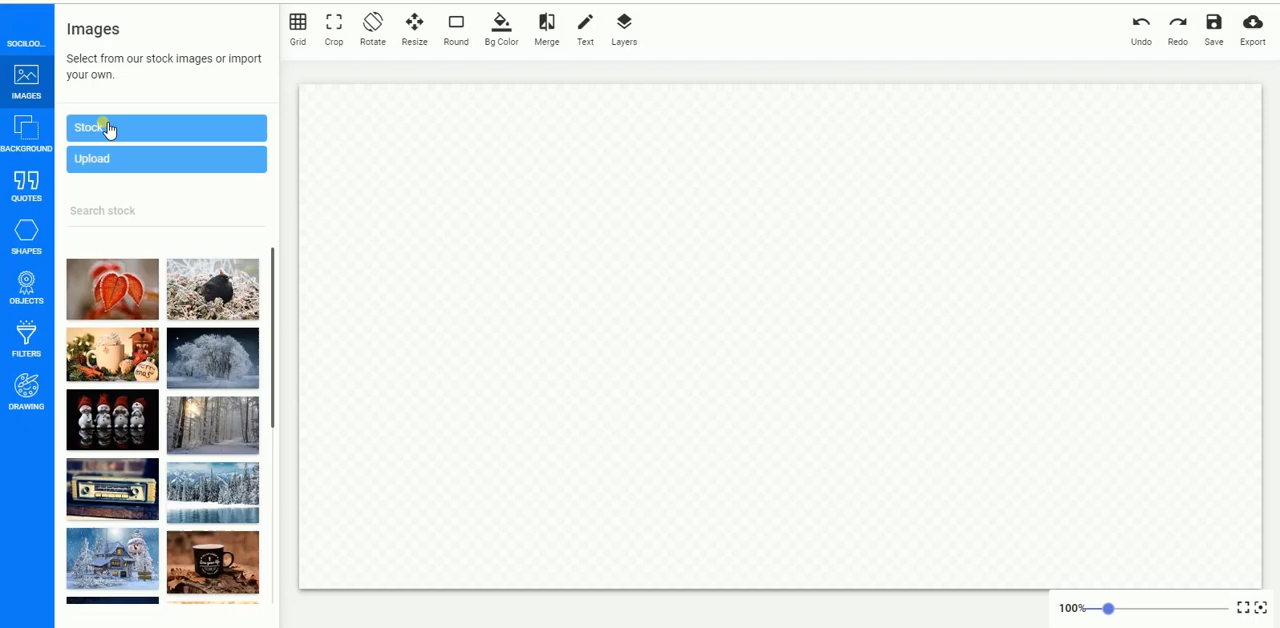 SOCILOO...
IMAGES
BACKGROUND
QUOTES
SHAPES
OBJECTS
FILTERS
DRAWING
Images
Select from our stock images or import
your own.
Stock
Upload
Search stock
Grid
Crop
Rotate
Resize
Round
Bg Color
Merge
Text
Layers
Undo
Redo
Save
Export
100%